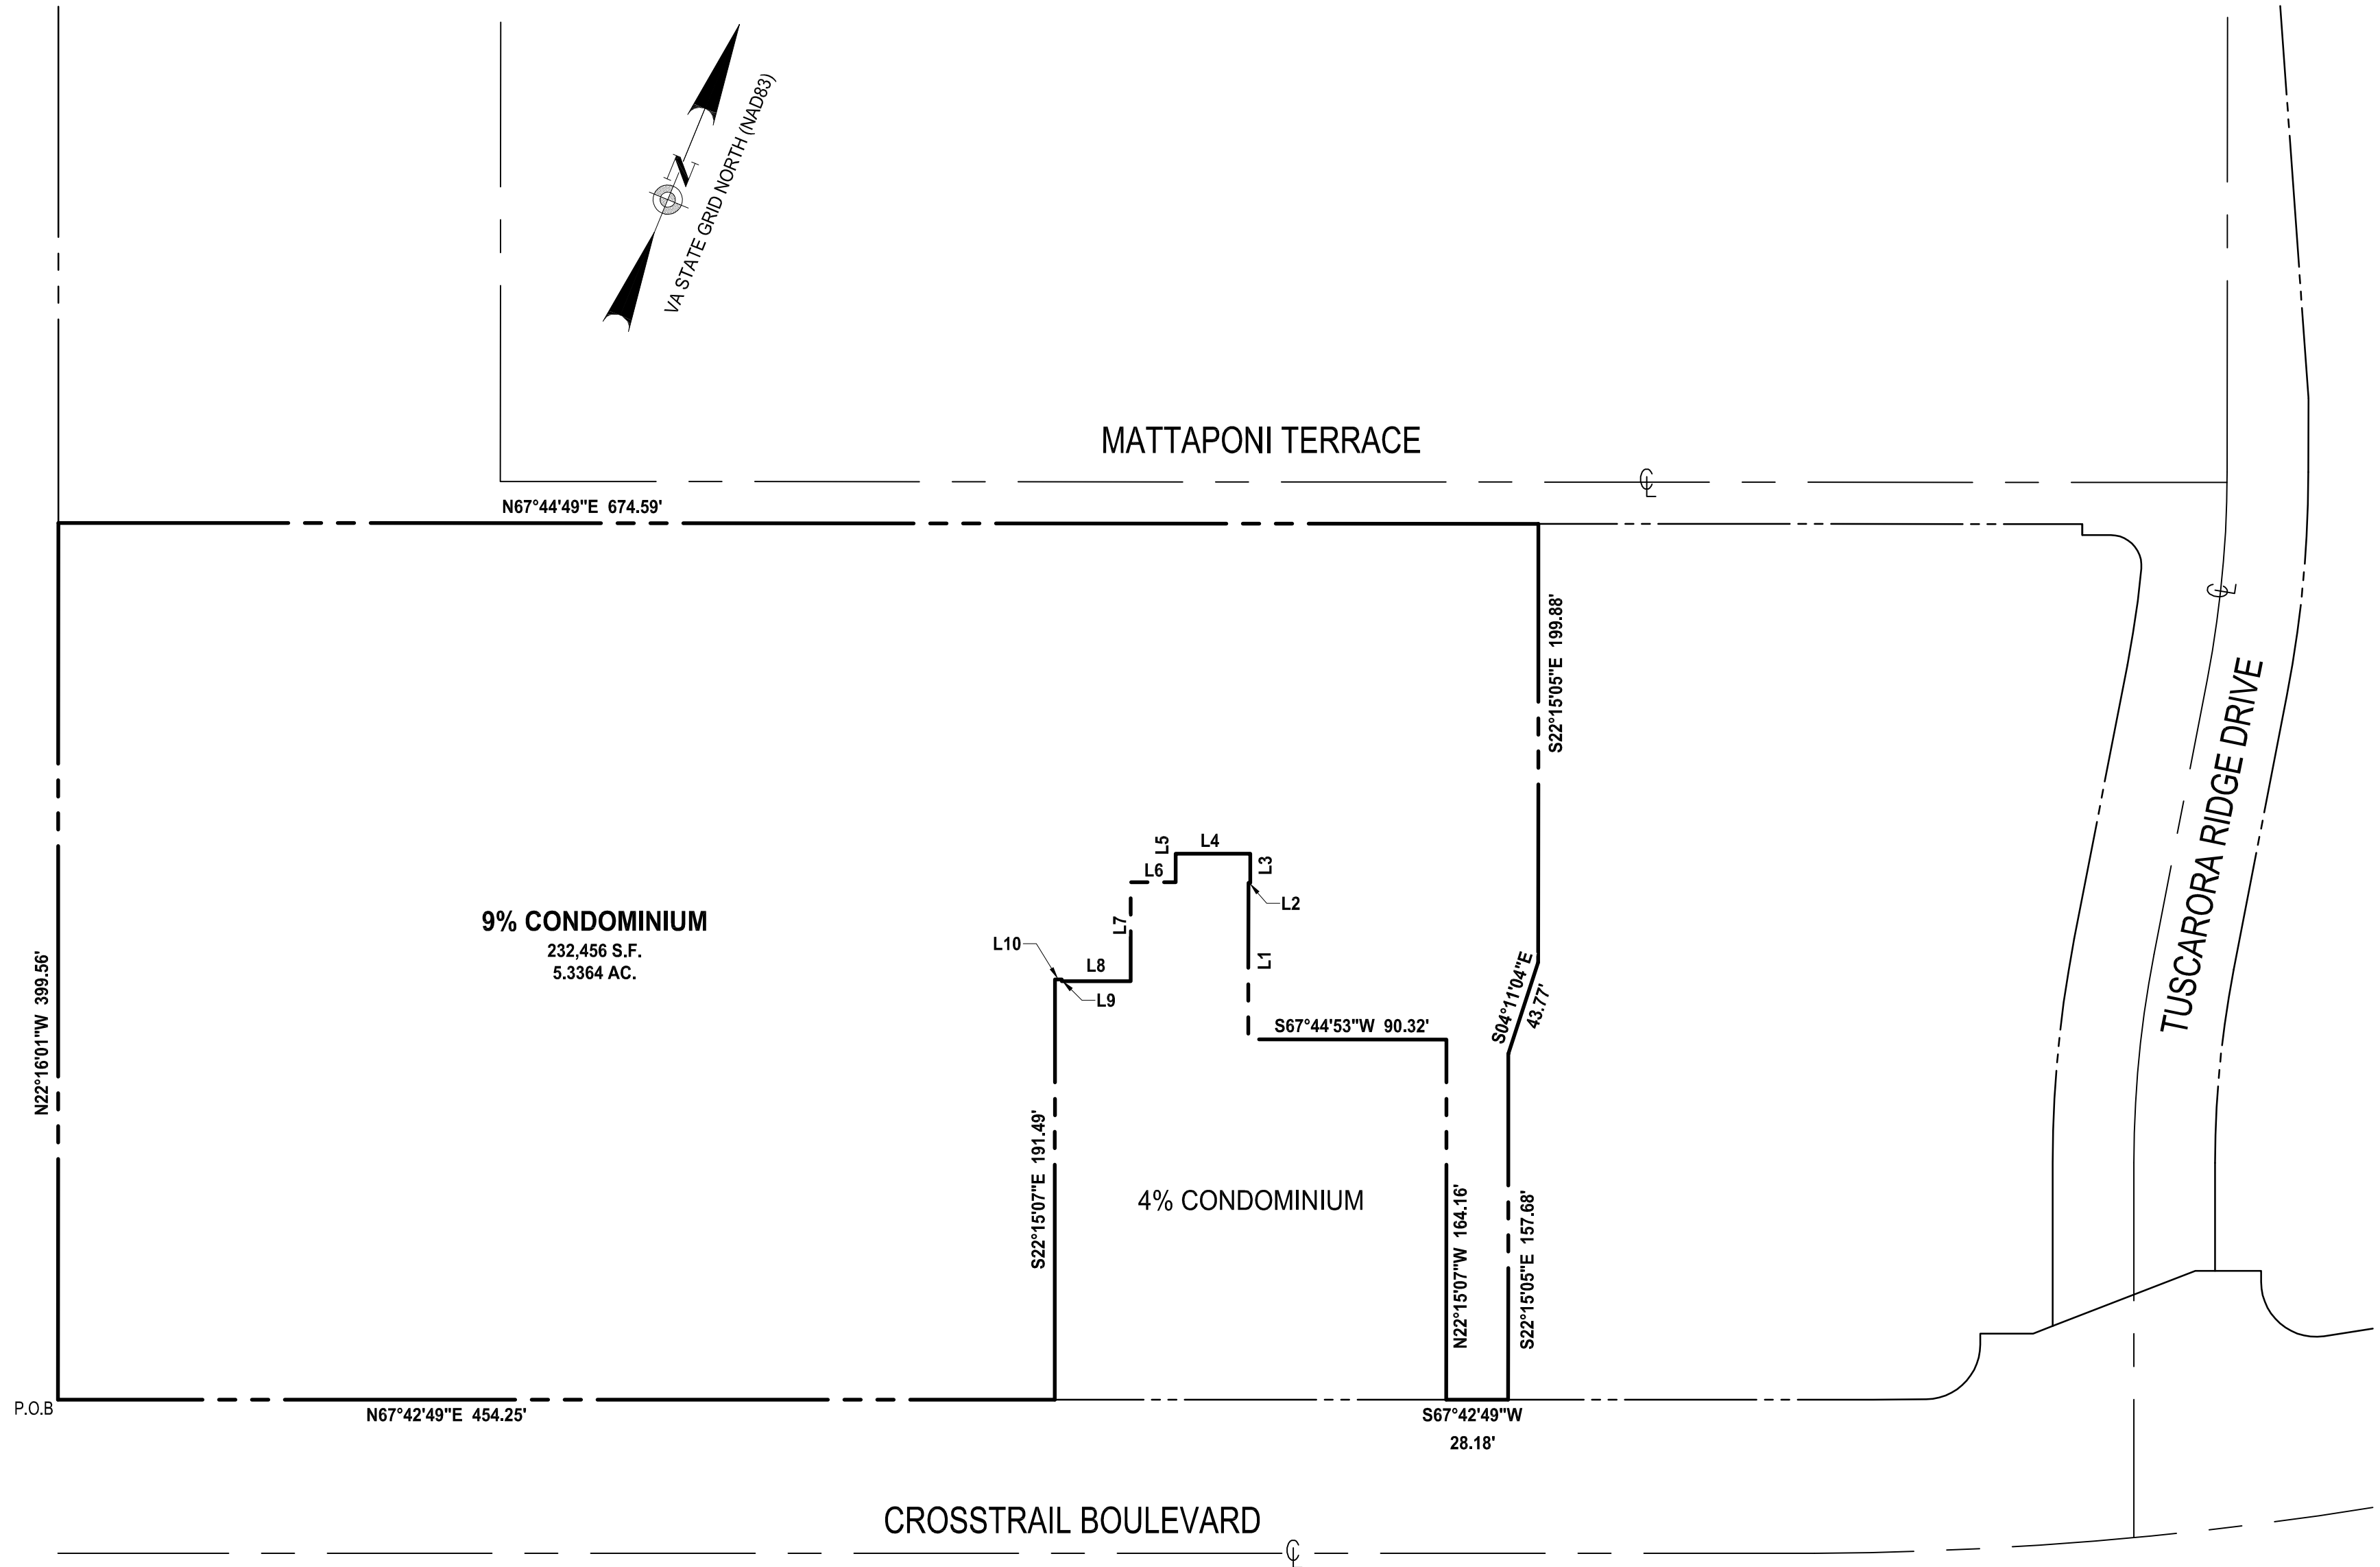 N
VA STATE GRID NORTH (NAD83)
MATTAPONI TERRACE
CL
N67°44'49"E 674.59'
S22°15'05"E 199.88'
CL
TUSCARORA RIDGE DRIVE
L4
L5
L3
L6
L2
L7
9% CONDOMINIUM
232,456 S.F.
5.3364 AC.
L10
L8
L1
L9
S04°11'04"E
43.77'
N22°16'01"W 399.56'
S67°44'53"W 90.32'
S22°15'07"E 191.49'
4% CONDOMINIUM
N22°15'07"W 164.16'
S22°15'05"E 157.68'
P.O.B
N67°42'49"E 454.25'
S67°42'49"W
28.18'
CROSSTRAIL BOULEVARD
CL